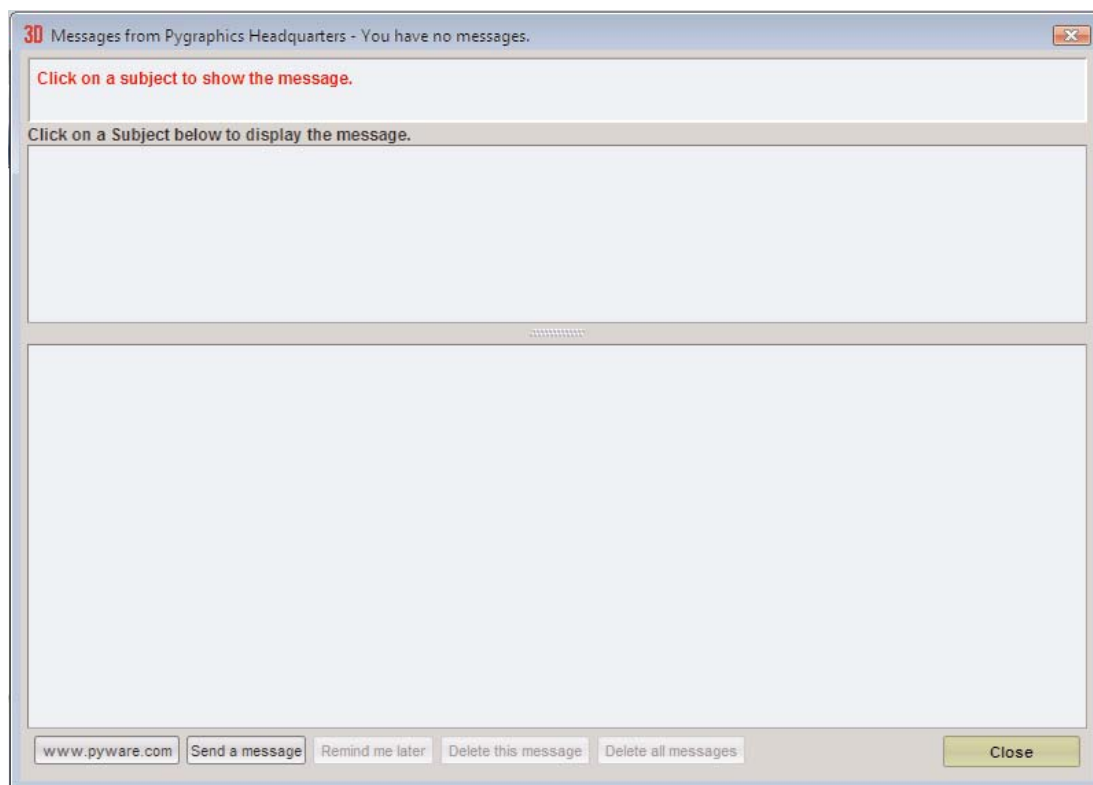 3D Messages from Pygraphics Headquarters - You have no messages.
Click on a subject to show the message.
Click on a Subject below to display the message.
www.pyware.com Send a message Remind me later Delete this message Delete all messages Close